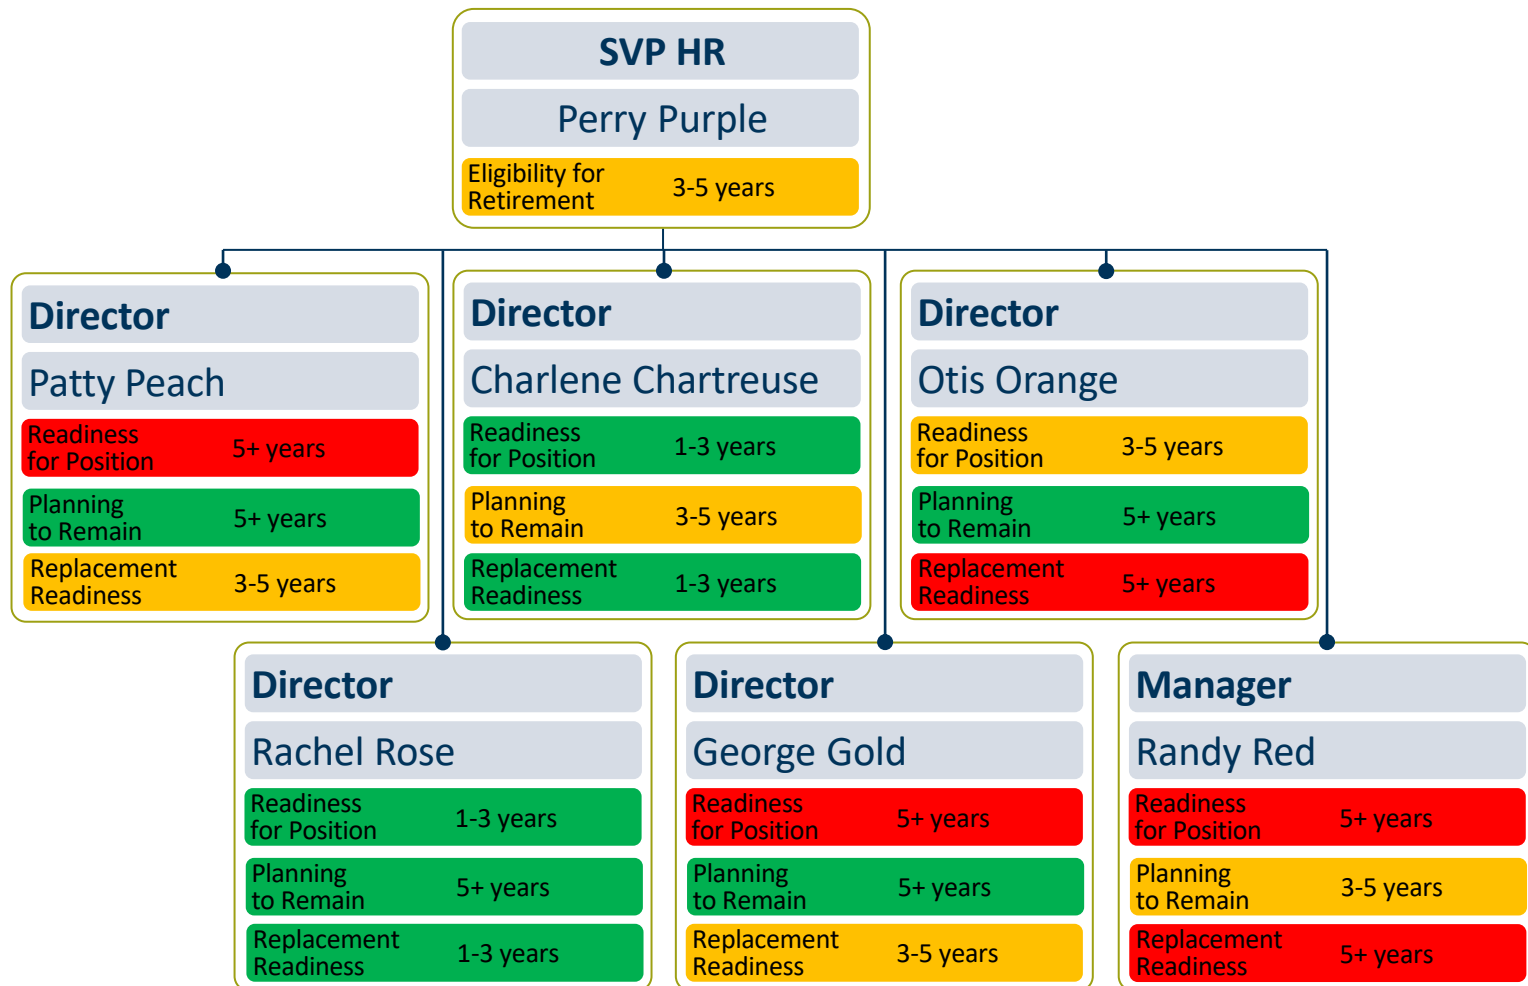 SVP HR
Perry Purple
Eligibility for
Retirement
3-5 years
Director
Patty Peach
Readiness
for Position
5+ years
Planning
to Remain
5+ years
Replacement
Readiness
3-5 years
Director
Charlene Chartreuse
Readiness
for Position
1-3 years
Planning
to Remain
3-5 years
Replacement
Readiness
1-3 years
Director
Otis Orange
Readiness
for Position
3-5 years
Planning
to Remain
5+ years
Replacement
Readiness
5+ years
Director
Rachel Rose
Readiness
for Position
1-3 years
Planning
to Remain
5+ years
Replacement
Readiness
1-3 years
Director
George Gold
Readiness
for Position
5+ years
Planning
to Remain
5+ years
Replacement
Readiness
3-5 years
Manager
Randy Red
Readiness
for Position
5+ years
Planning
to Remain
3-5 years
Replacement
Readiness
5+ years